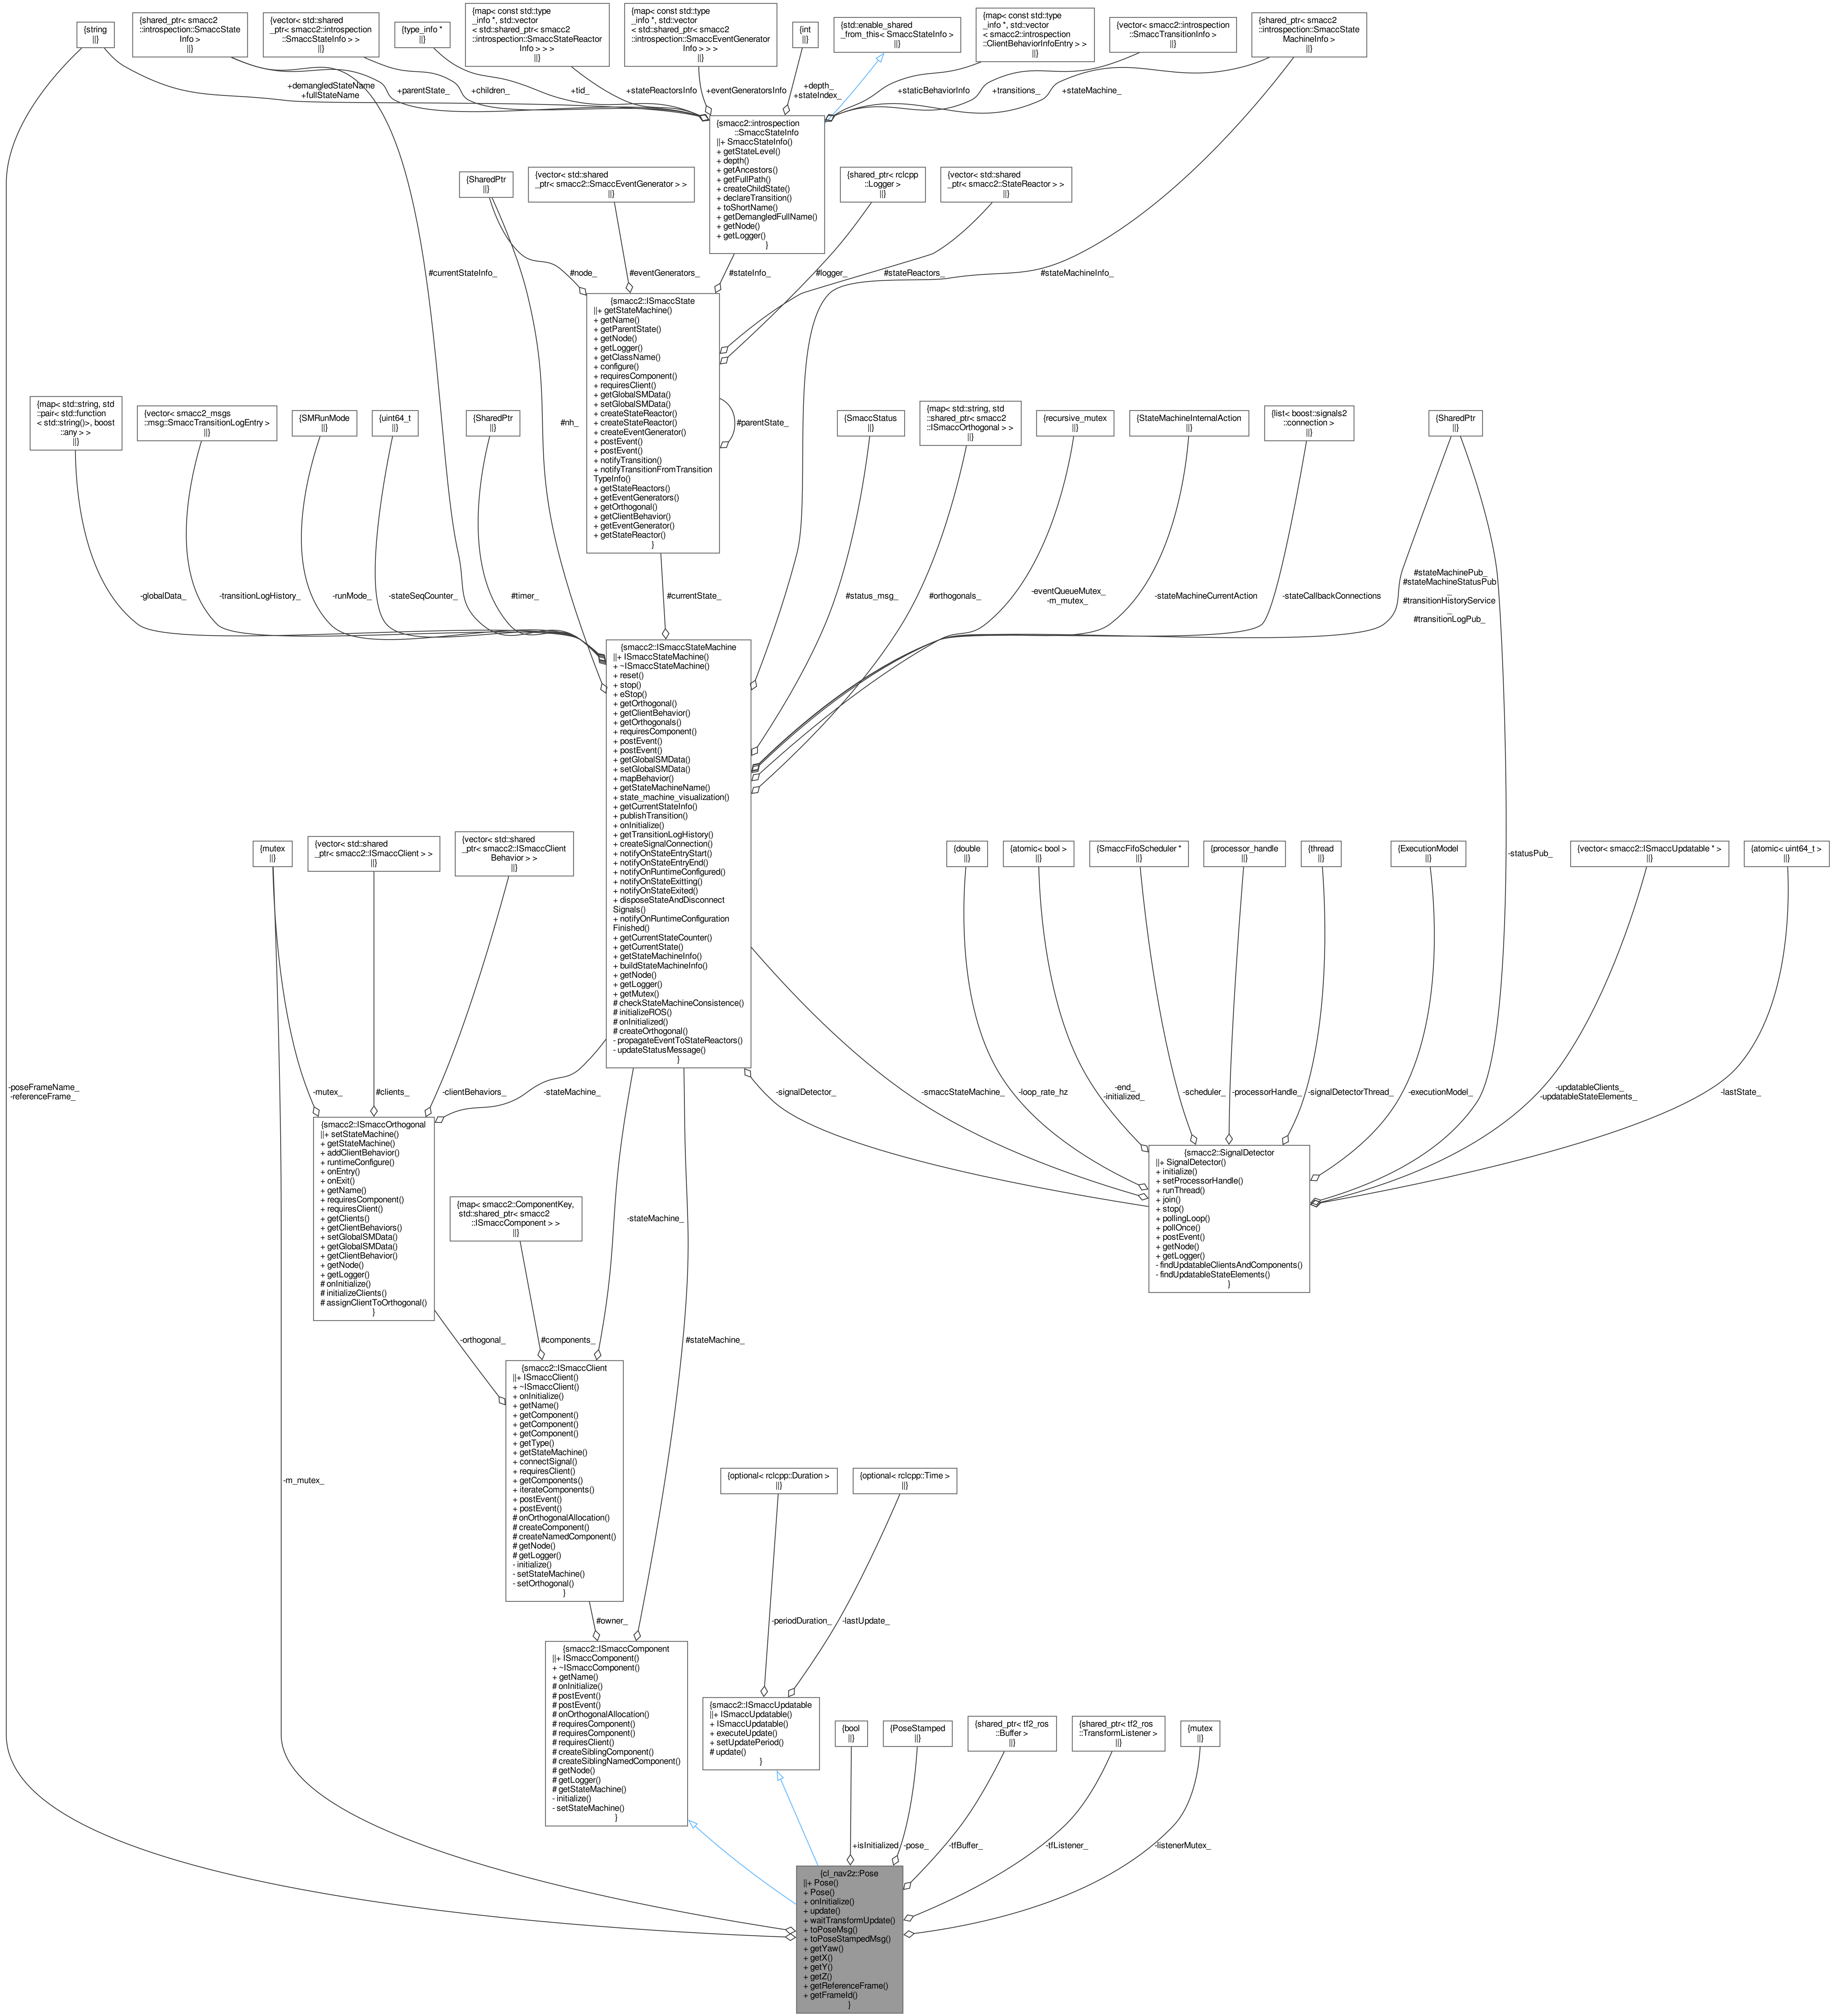 {string
||}
{shared_ptr< smacc2
::introspection::SmaccState
Info >
||}
{vector< std::shared
_ptr< smacc2::introspection
::SmaccStateInfo > >
||}
{type_info *
||}
{map< const std::type
_info *, std::vector
< std::shared_ptr< smacc2
::introspection::SmaccStateReactor
Info > > >
||}
{map< const std::type
_info *, std::vector
< std::shared_ptr< smacc2
::introspection::SmaccEventGenerator
Info > > >
||}
{int
||}
{std::enable_shared
_from_this< SmaccStateInfo >
||}
{map< const std::type
_info *, std::vector
< smacc2::introspection
::ClientBehaviorInfoEntry > >
||}
{vector< smacc2::introspection
::SmaccTransitionInfo >
||}
{shared_ptr< smacc2
::introspection::SmaccState
MachineInfo >
||}
+demangledStateName
+fullStateName
+parentState_
+children_
+tid_
+stateReactorsInfo
+eventGeneratorsInfo
+depth_
+stateIndex_
+staticBehaviorInfo
+transitions_
+stateMachine_
{smacc2::introspection
::SmaccStateInfo
||+ SmaccStateInfo()
+ getStateLevel()
+ depth()
+ getAncestors()
+ getFullPath()
+ createChildState()
+ declareTransition()
+ toShortName()
+ getDemangledFullName()
+ getNode()
+ getLogger()
}
{SharedPtr
||}
{vector< std::shared
_ptr< smacc2::SmaccEventGenerator > >
||}
{shared_ptr< rclcpp
::Logger >
||}
{vector< std::shared
_ptr< smacc2::StateReactor > >
||}
#currentStateInfo_
#node_
#eventGenerators_
#stateInfo_
#logger_
#stateReactors_
#stateMachineInfo_
{smacc2::ISmaccState
||+ getStateMachine()
+ getName()
+ getParentState()
+ getNode()
+ getLogger()
+ getClassName()
+ configure()
+ requiresComponent()
+ requiresClient()
+ getGlobalSMData()
+ setGlobalSMData()
+ createStateReactor()
+ createStateReactor()
+ createEventGenerator()
+ postEvent()
+ postEvent()
+ notifyTransition()
+ notifyTransitionFromTransition
TypeInfo()
+ getStateReactors()
+ getEventGenerators()
+ getOrthogonal()
+ getClientBehavior()
+ getEventGenerator()
+ getStateReactor()
}
#nh_
#parentState_
{map< std::string, std
::pair< std::function
< std::string()>, boost
::any > >
||}
{vector< smacc2_msgs
::msg::SmaccTransitionLogEntry >
||}
{SMRunMode
||}
{uint64_t
||}
{SharedPtr
||}
{SmaccStatus
||}
{map< std::string, std
::shared_ptr< smacc2
::ISmaccOrthogonal > >
||}
{recursive_mutex
||}
{StateMachineInternalAction
||}
{list< boost::signals2
::connection >
||}
{SharedPtr
||}
-globalData_
-transitionLogHistory_
-runMode_
-stateSeqCounter_
#timer_
#currentState_
#status_msg_
#orthogonals_
-eventQueueMutex_
-m_mutex_
-stateMachineCurrentAction
-stateCallbackConnections
#stateMachinePub_
#stateMachineStatusPub
_
#transitionHistoryService
_
#transitionLogPub_
{smacc2::ISmaccStateMachine
||+ ISmaccStateMachine()
+ ~ISmaccStateMachine()
+ reset()
+ stop()
+ eStop()
+ getOrthogonal()
+ getClientBehavior()
+ getOrthogonals()
+ requiresComponent()
+ postEvent()
+ postEvent()
+ getGlobalSMData()
+ setGlobalSMData()
+ mapBehavior()
+ getStateMachineName()
+ state_machine_visualization()
+ getCurrentStateInfo()
+ publishTransition()
+ onInitialize()
+ getTransitionLogHistory()
+ createSignalConnection()
+ notifyOnStateEntryStart()
+ notifyOnStateEntryEnd()
+ notifyOnRuntimeConfigured()
+ notifyOnStateExitting()
+ notifyOnStateExited()
+ disposeStateAndDisconnect
Signals()
+ notifyOnRuntimeConfiguration
Finished()
+ getCurrentStateCounter()
+ getCurrentState()
+ getStateMachineInfo()
+ buildStateMachineInfo()
+ getNode()
+ getLogger()
+ getMutex()
# checkStateMachineConsistence()
# initializeROS()
# onInitialized()
# createOrthogonal()
- propagateEventToStateReactors()
- updateStatusMessage()
}
{mutex
||}
{vector< std::shared
_ptr< smacc2::ISmaccClient > >
||}
{vector< std::shared
_ptr< smacc2::ISmaccClient
Behavior > >
||}
{double
||}
{atomic< bool >
||}
{SmaccFifoScheduler *
||}
{processor_handle
||}
{thread
||}
{ExecutionModel
||}
-statusPub_
{vector< smacc2::ISmaccUpdatable * >
||}
{atomic< uint64_t >
||}
-poseFrameName_
-referenceFrame_
-mutex_
#clients_
-clientBehaviors_
-stateMachine_
-signalDetector_
-smaccStateMachine_
-loop_rate_hz
-end_
-initialized_
-scheduler_
-processorHandle_
-signalDetectorThread_
-executionModel_
-updatableClients_
-updatableStateElements_
-lastState_
{smacc2::ISmaccOrthogonal
||+ setStateMachine()
+ getStateMachine()
+ addClientBehavior()
+ runtimeConfigure()
+ onEntry()
+ onExit()
+ getName()
+ requiresComponent()
+ requiresClient()
+ getClients()
+ getClientBehaviors()
+ setGlobalSMData()
+ getGlobalSMData()
+ getClientBehavior()
+ getNode()
+ getLogger()
# onInitialize()
# initializeClients()
# assignClientToOrthogonal()
}
{smacc2::SignalDetector
||+ SignalDetector()
+ initialize()
+ setProcessorHandle()
+ runThread()
+ join()
+ stop()
+ pollingLoop()
+ pollOnce()
+ postEvent()
+ getNode()
+ getLogger()
- findUpdatableClientsAndComponents()
- findUpdatableStateElements()
}
{map< smacc2::ComponentKey,
std::shared_ptr< smacc2
::ISmaccComponent > >
||}
-stateMachine_
-orthogonal_
#components_
#stateMachine_
{smacc2::ISmaccClient
||+ ISmaccClient()
+ ~ISmaccClient()
+ onInitialize()
+ getName()
+ getComponent()
+ getComponent()
+ getComponent()
+ getType()
+ getStateMachine()
+ connectSignal()
+ requiresClient()
+ getComponents()
+ iterateComponents()
+ postEvent()
+ postEvent()
# onOrthogonalAllocation()
# createComponent()
# createNamedComponent()
# getNode()
# getLogger()
- initialize()
- setStateMachine()
- setOrthogonal()
}
-m_mutex_
{optional< rclcpp::Duration >
||}
{optional< rclcpp::Time >
||}
#owner_
-periodDuration_
-lastUpdate_
{smacc2::ISmaccComponent
||+ ISmaccComponent()
+ ~ISmaccComponent()
+ getName()
# onInitialize()
# postEvent()
# postEvent()
# onOrthogonalAllocation()
# requiresComponent()
# requiresComponent()
# requiresClient()
# createSiblingComponent()
# createSiblingNamedComponent()
# getNode()
# getLogger()
# getStateMachine()
- initialize()
- setStateMachine()
}
{smacc2::ISmaccUpdatable
||+ ISmaccUpdatable()
+ ISmaccUpdatable()
+ executeUpdate()
+ setUpdatePeriod()
# update()
}
{bool
||}
{PoseStamped
||}
{shared_ptr< tf2_ros
::Buffer >
||}
{shared_ptr< tf2_ros
::TransformListener >
||}
{mutex
||}
+isInitialized
-pose_
-tfBuffer_
-tfListener_
-listenerMutex_
{cl_nav2z::Pose
||+ Pose()
+ Pose()
+ onInitialize()
+ update()
+ waitTransformUpdate()
+ toPoseMsg()
+ toPoseStampedMsg()
+ getYaw()
+ getX()
+ getY()
+ getZ()
+ getReferenceFrame()
+ getFrameId()
}